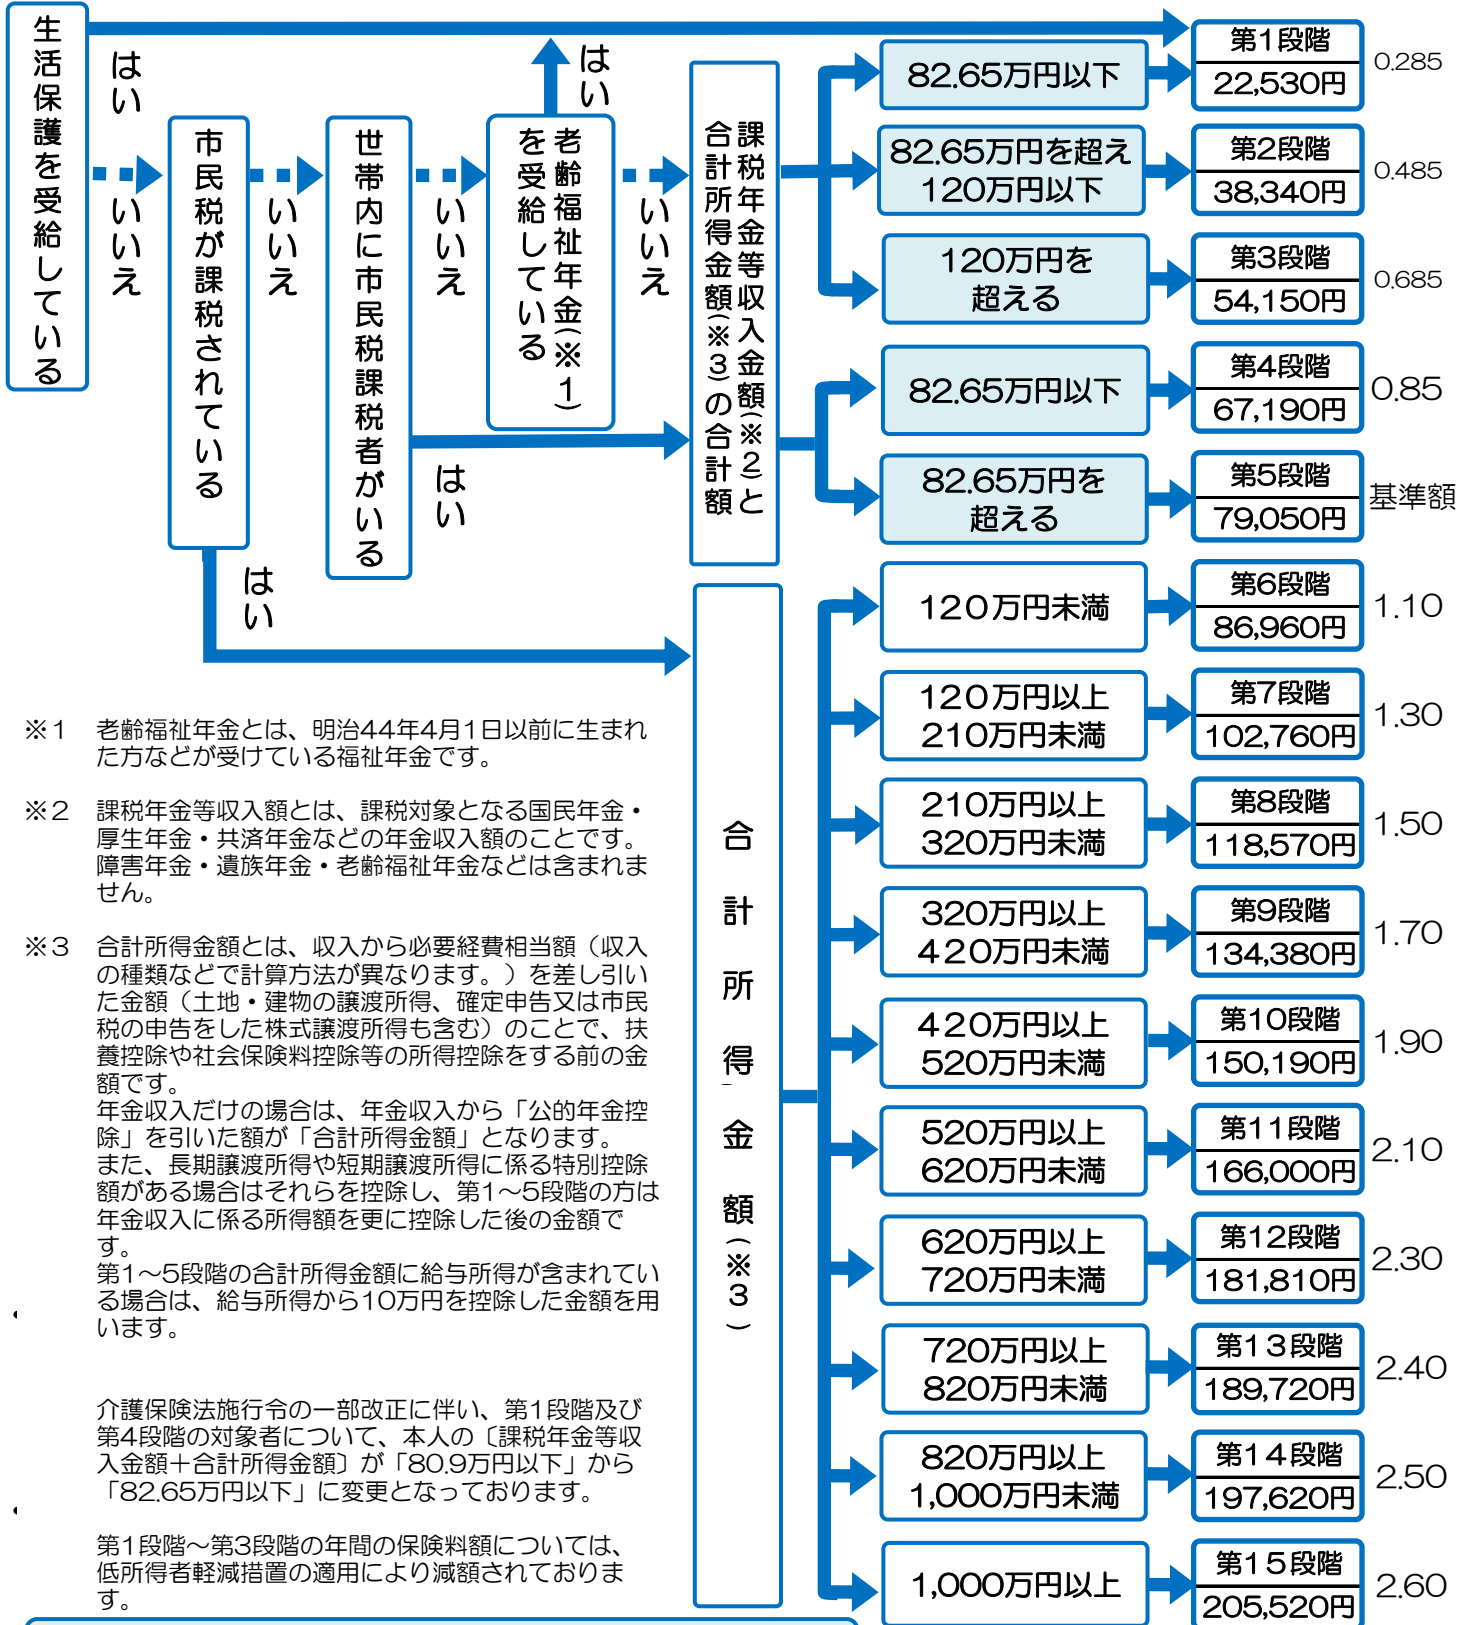 生活保護を受給している
はい
いいえ
市民税が課税されている
いいえ
はい
世帯内に市民税課税者がいる
いいえ
はい
老齢福祉年金(※1)
を受給している
はい
いいえ
課税年金等収入金額(※2)と
合計所得金額(※3)の合計額
82.65万円以下
第1段階
22,530円
0.285
82.65万円を超え
120万円以下
第2段階
38,340円
0.485
120万円を
超える
第3段階
54,150円
0.685
82.65万円以下
第4段階
67,190円
0.85
82.65万円を
超える
第5段階
79,050円
基準額
合計所得金額(※3)
120万円未満
第6段階
86,960円
1.10
120万円以上
210万円未満
第7段階
102,760円
1.30
210万円以上
320万円未満
第8段階
118,570円
1.50
320万円以上
420万円未満
第9段階
134,380円
1.70
420万円以上
520万円未満
第10段階
150,190円
1.90
520万円以上
620万円未満
第11段階
166,000円
2.10
620万円以上
720万円未満
第12段階
181,810円
2.30
720万円以上
820万円未満
第13段階
189,720円
2.40
820万円以上
1,000万円未満
第14段階
197,620円
2.50
1,000万円以上
第15段階
205,520円
2.60
※1 老齢福祉年金とは、明治44年4月1日以前に生まれ
た方などが受けている福祉年金です。
※2 課税年金等収入額とは、課税対象となる国民年金・
厚生年金・共済年金などの年金収入額のことです。
障害年金・遺族年金・老齢福祉年金などは含まれま
せん。
※3 合計所得金額とは、収入から必要経費相当額（収入
の種類などで計算方法が異なります。）を差し引い
た金額（土地・建物の譲渡所得、確定申告又は市民
税の申告をした株式譲渡所得も含む）のことで、扶
養控除や社会保険料控除等の所得控除をする前の金
額です。
年金収入だけの場合は、年金収入から「公的年金控
除」を引いた額が「合計所得金額」となります。
また、長期譲渡所得や短期譲渡所得に係る特別控除
額がある場合はそれらを控除し、第1～5段階の方は
年金収入に係る所得額を更に控除した後の金額で
す。
第1～5段階の合計所得金額に給与所得が含まれてい
る場合は、給与所得から10万円を控除した金額を用
います。
介護保険法施行令の一部改正に伴い、第1段階及び
第4段階の対象者について、本人の〔課税年金等収
入金額＋合計所得金額〕が「80.9万円以下」から
「82.65万円以下」に変更となっております。
第1段階～第3段階の年間の保険料額については、
低所得者軽減措置の適用により減額されておりま
す。